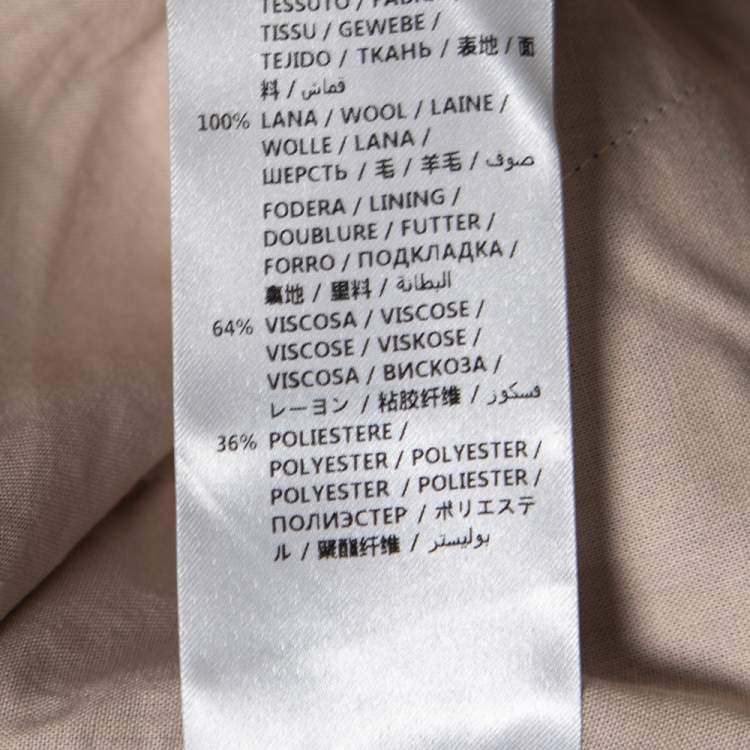 TESSUTO /
TISSU / GEWEBE /
TEJIDO / ТКАНЬ / 表地 / 面
料 / قماش
100% LANA / WOOL / LAINE /
WOLLE / LANA /
ШЕРСТЬ / 毛 / 羊毛 / صوف
FODERA / LINING /
DOUBLURE / FUTTER /
FORRO / ПОДКЛАДКА /
裏地 / 里料 / البطانة
64% VISCOSA / VISCOSE /
VISCOSE / VISKOSE /
VISCOSA / ВИСКОЗА /
レーヨン / 粘胶纤维 / فسكوز
36% POLIESTERE /
POLYESTER / POLYESTER /
POLYESTER / POLIESTER /
ПОЛИЭСТЕР / ポリエステ
ル / 聚酯纤维 / بوليستر